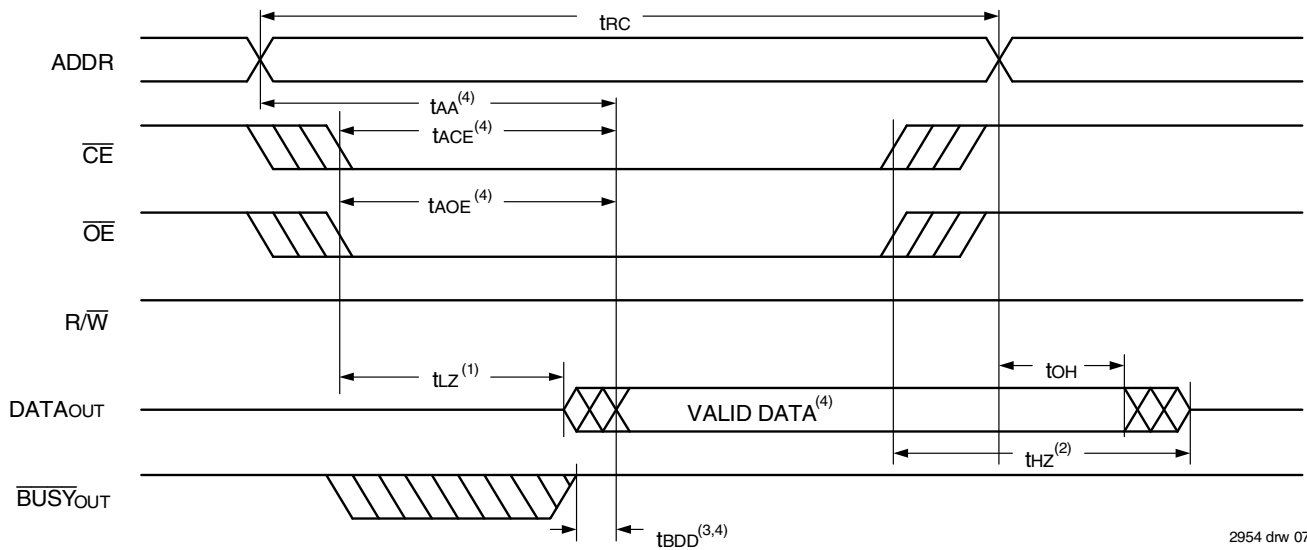 tRC
ADDR
tAA(4)
tACE(4)
CE
tAOE(4)
OE
R/W
tLZ(1)
tOH
DATAOUT
VALID DATA(4)
tHZ(2)
BUSYOUT
tBDD(3,4)
2954 drw 07